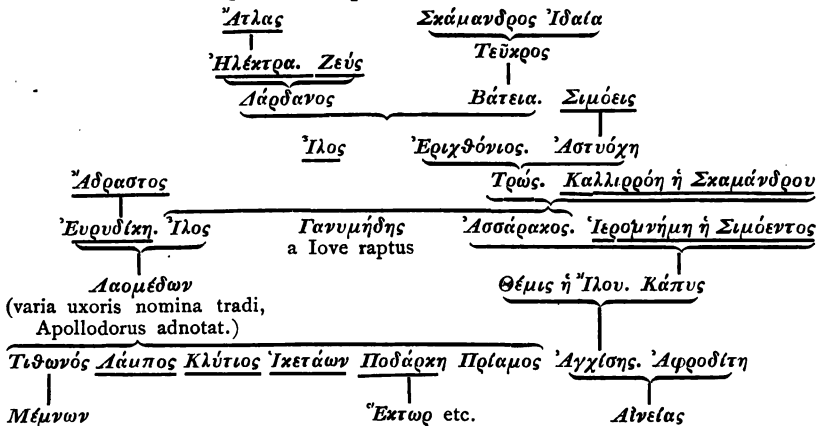 Ἄτλας Σκάμανδρος Ἰδαία
Ἠλέκτρα. Ζεύς Τεῦκρος
Δάρδανος Βάτεια. Σιμόεις
Ἶλος Ἐριχθόνιος. Ἀστυόχη
Ἄδραστος Τρώς. Καλλιρρόη ἡ Σκαμάνδρου
Εὐρυδίκη. Ἶλος Γανυμήδης Ἀσσάρακος. Ἱερομνήμη ἡ Σιμόεντος
a Iove raptus
Λαομέδων Θέμις ἡ Ἴλου. Κάπυς
(varia uxoris nomina tradi,
Apollodorus adnotat.)
Τιθωνός Λάμπος Κλύτιος Ἱκετάων Ποδάρκη Πρίαμος Ἀγχίσης. Ἀφροδίτη
Μέμνων Ἕκτωρ etc. Αἰνείας